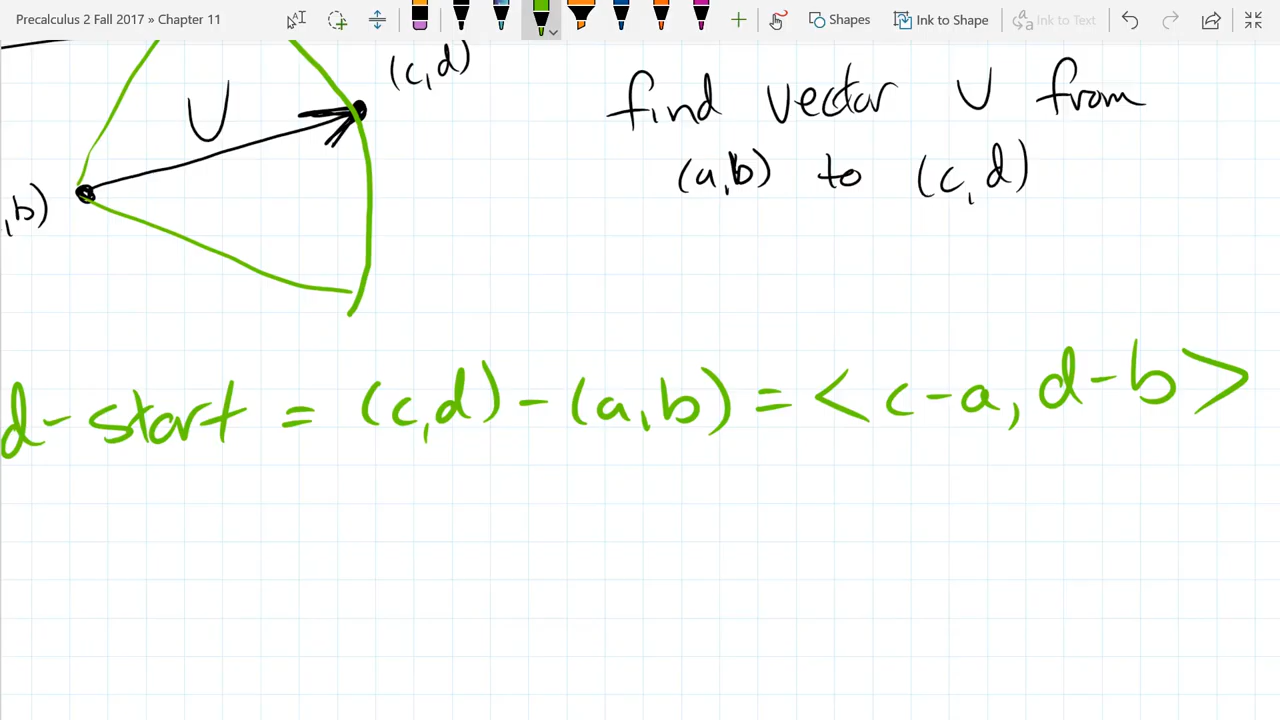 Precalculus 2 Fall 2017 » Chapter 11
Shapes
Ink to Shape
Ink to Text
(c,d)
U
,b)
find vector U from
(a,b) to (c,d)
d-start = (c,d)-(a,b) = <c-a, d-b>